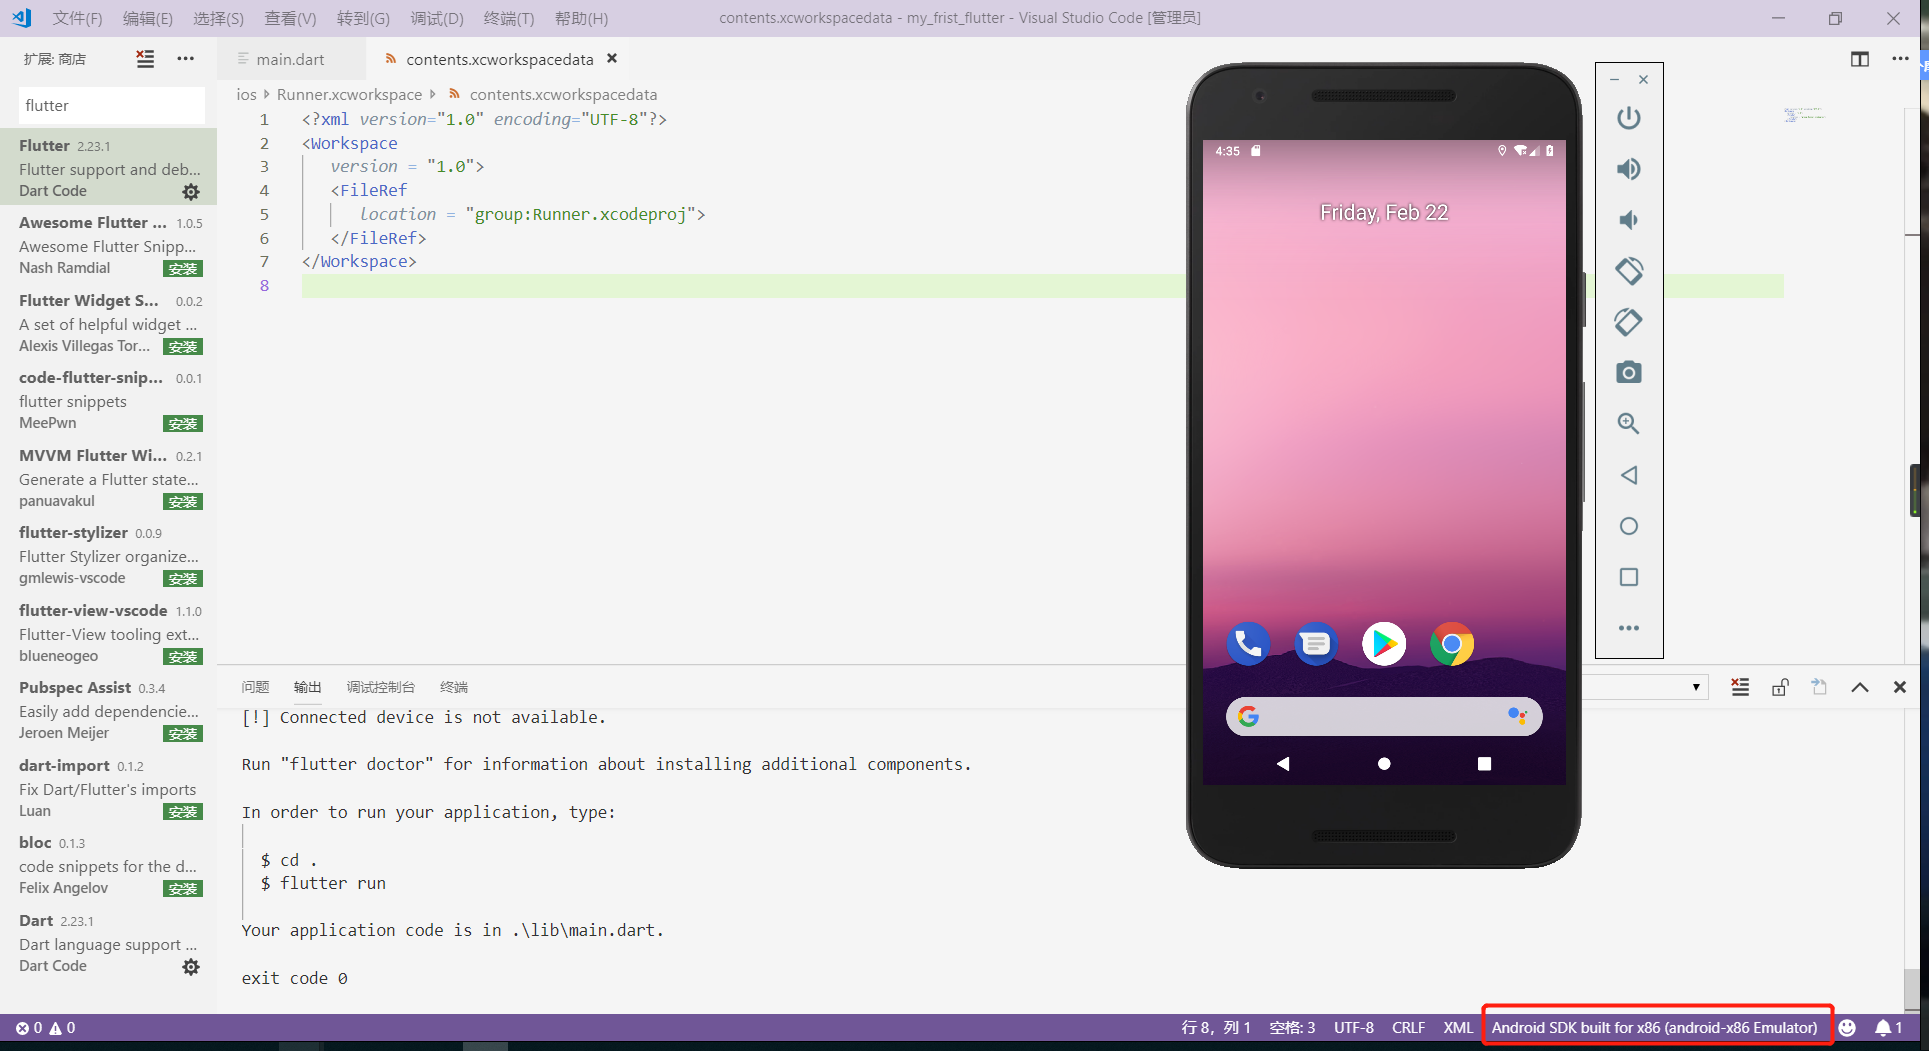 文件(F) 编辑(E) 选择(S) 查看(V) 转到(G) 调试(D) 终端(T) 帮助(H) contents.xcworkspacedata - my_frist_flutter - Visual Studio Code [管理员]
扩展: 商店
main.dart contents.xcworkspacedata
flutter
ios Runner.xcworkspace contents.xcworkspacedata
Flutter 2.23.1
Flutter support and deb...
Dart Code
Awesome Flutter ... 1.0.5
Awesome Flutter Snipp...
Nash Ramdial 安装
Flutter Widget S... 0.0.2
A set of helpful widget ...
Alexis Villegas Tor... 安装
code-flutter-snip... 0.0.1
flutter snippets
MeePwn 安装
MVVM Flutter Wi... 0.2.1
Generate a Flutter state...
panuavakul 安装
flutter-stylizer 0.0.9
Flutter Stylizer organize...
gmlewis-vscode 安装
flutter-view-vscode 1.1.0
Flutter-View tooling ext...
blueneogeo 安装
Pubspec Assist 0.3.4
Easily add dependencie...
Jeroen Meijer 安装
dart-import 0.1.2
Fix Dart/Flutter's imports
Luan 安装
bloc 0.1.3
code snippets for the d...
Felix Angelov 安装
Dart 2.23.1
Dart language support ...
Dart Code
1 <?xml version="1.0" encoding="UTF-8"?>
2 <Workspace
3 version = "1.0">
4 <FileRef
5 location = "group:Runner.xcodeproj">
6 </FileRef>
7 </Workspace>
8
4:35
Friday, Feb 22
问题 输出 调试控制台 终端
[!] Connected device is not available.
Run "flutter doctor" for information about installing additional components.
In order to run your application, type:
$ cd .
$ flutter run
Your application code is in .\lib\main.dart.
exit code 0
0 0 行 8，列 1 空格: 3 UTF-8 CRLF XML Android SDK built for x86 (android-x86 Emulator) 1